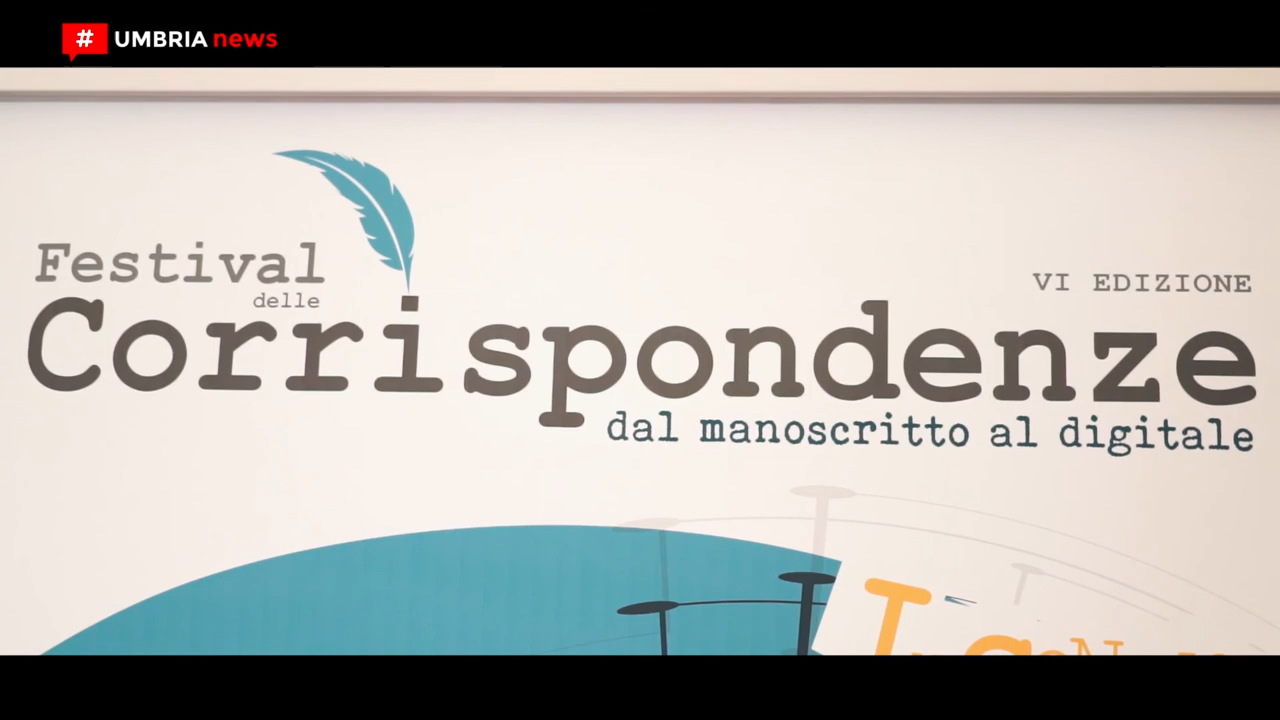 # UMBRIA news
Festival
delle
VI EDIZIONE
Corrispondenze
dal manoscritto al digitale